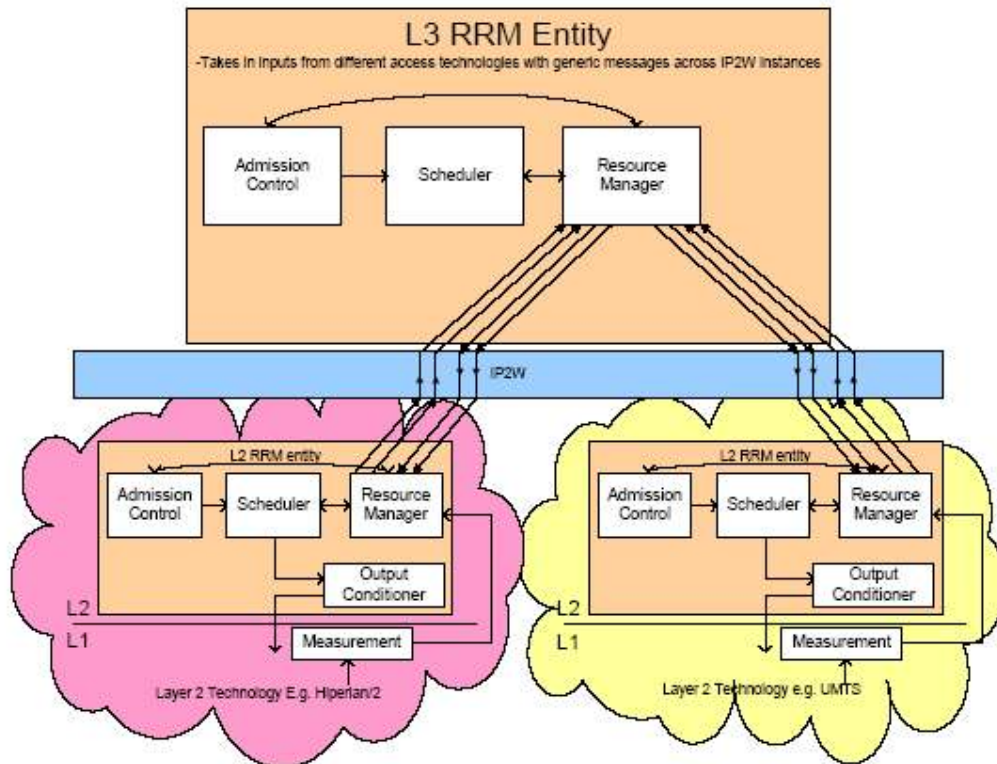 L3 RRM Entity
-Takes in inputs from different access technologies with generic messages across IP2W instances
Admission
Control
Scheduler
Resource
Manager
IP2W
L2 RRM entity
Admission
Control
Scheduler
Resource
Manager
Output
Conditioner
L2
L1
Measurement
Layer 2 Technology E.g. Hiperlan/2
L2 RRM entity
Admission
Control
Scheduler
Resource
Manager
Output
Conditioner
L2
L1
Measurement
Layer 2 Technology e.g. UMTS